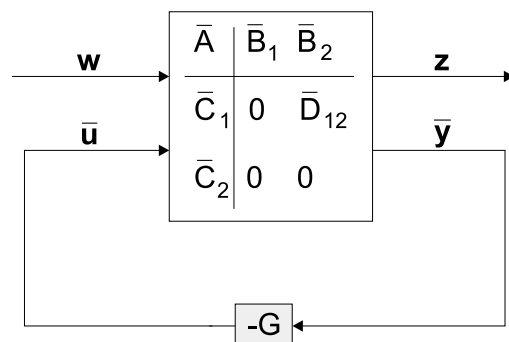 A̅ B̅₁ B̅₂
w z
C̅₁ 0 D̅₁₂
u̅ y̅
C̅₂ 0 0
-G